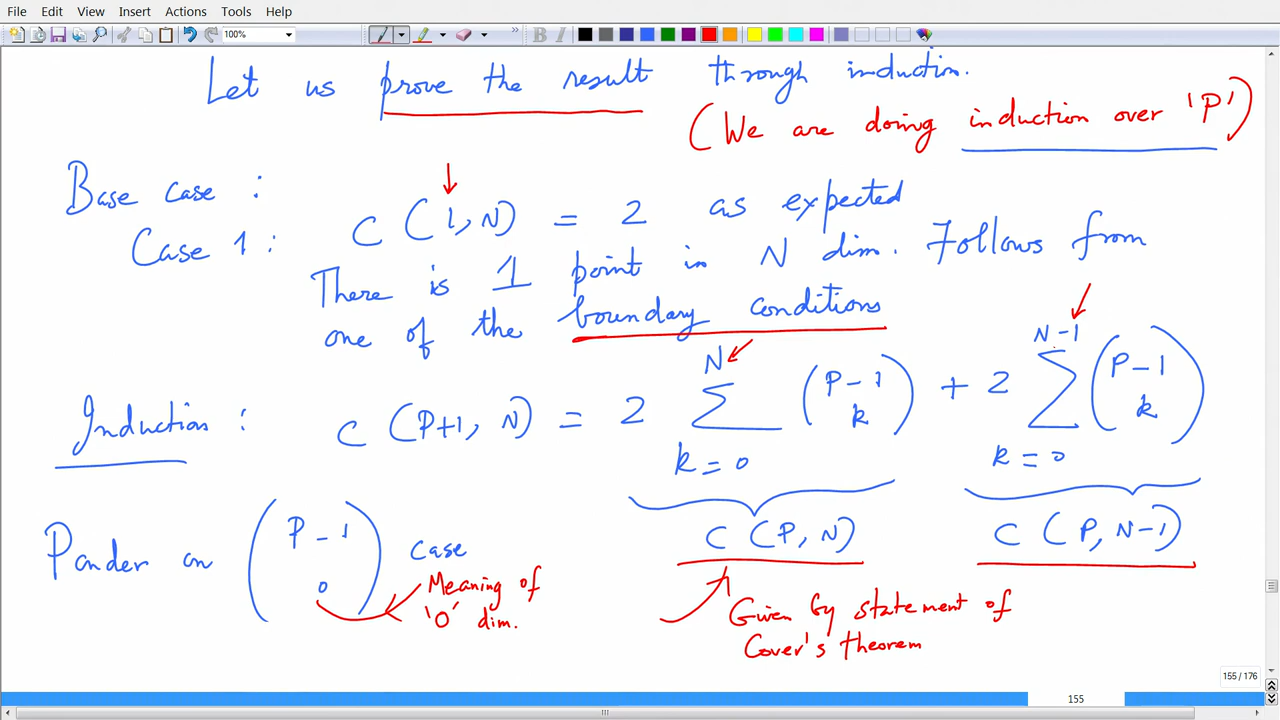 File Edit View Insert Actions Tools Help
100%
Let us prove the result through induction.
(We are doing induction over 'P')
Base case :
Case 1 : C (1, N) = 2 as expected
There is 1 point in N dim. Follows from
one of the boundary conditions
Induction : C (P+1, N) = 2 N ∑ k = 0 (P-1 k) + 2 N-1 ∑ k = 0 (P-1 k)
C (P, N) C (P, N-1)
Ponder on (P-1 0) case
Meaning of
'0' dim.
Given by statement of
Cover's theorem
155 / 176
155